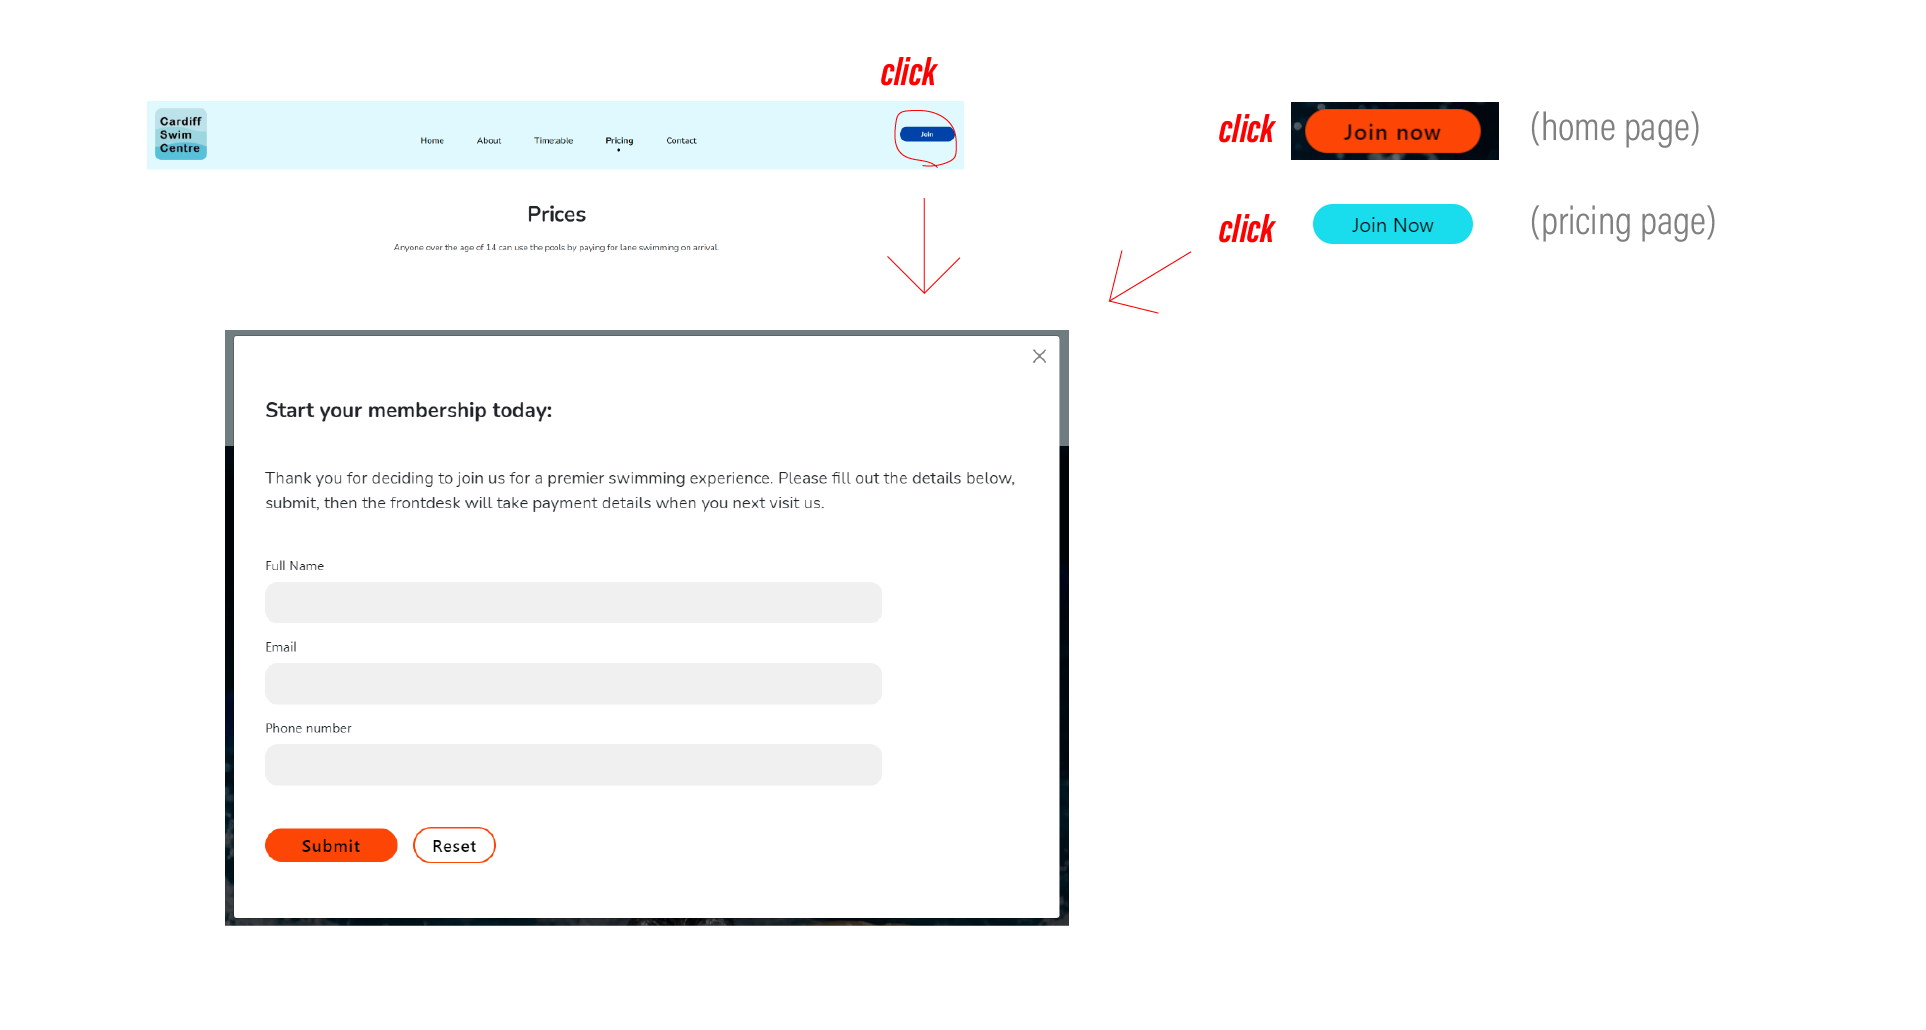 click
Cardiff
Swim
Centre
Home
About
Timetable
Pricing
Contact
Join
click
Join now
(home page)
Prices
Anyone over the age of 14 can use the pools by paying for lane swimming on arrival.
click
Join Now
(pricing page)
Start your membership today:
Thank you for deciding to join us for a premier swimming experience. Please fill out the details below,
submit, then the frontdesk will take payment details when you next visit us.
Full Name
Email
Phone number
Submit
Reset